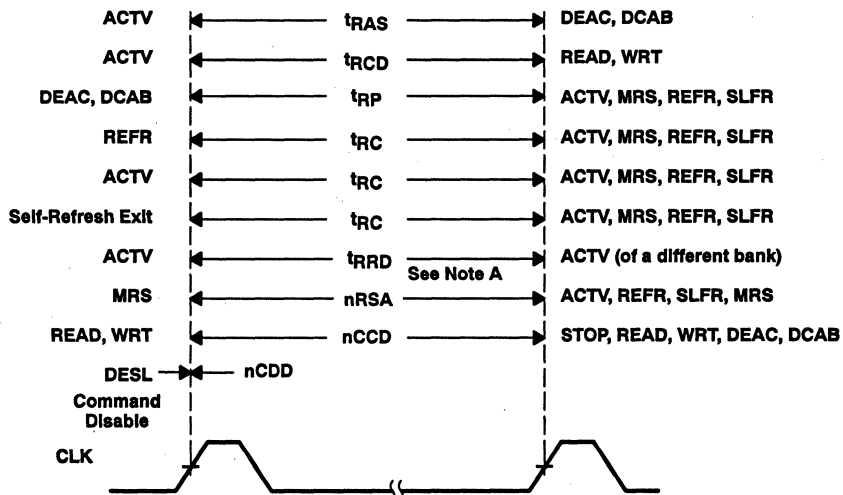 ACTV tRAS DEAC, DCAB
ACTV tRCD READ, WRT
DEAC, DCAB tRP ACTV, MRS, REFR, SLFR
REFR tRC ACTV, MRS, REFR, SLFR
ACTV tRC ACTV, MRS, REFR, SLFR
Self-Refresh Exit tRC ACTV, MRS, REFR, SLFR
ACTV tRRD ACTV (of a different bank)
See Note A
MRS nRSA ACTV, REFR, SLFR, MRS
READ, WRT nCCD STOP, READ, WRT, DEAC, DCAB
DESL nCDD
Command
Disable
CLK